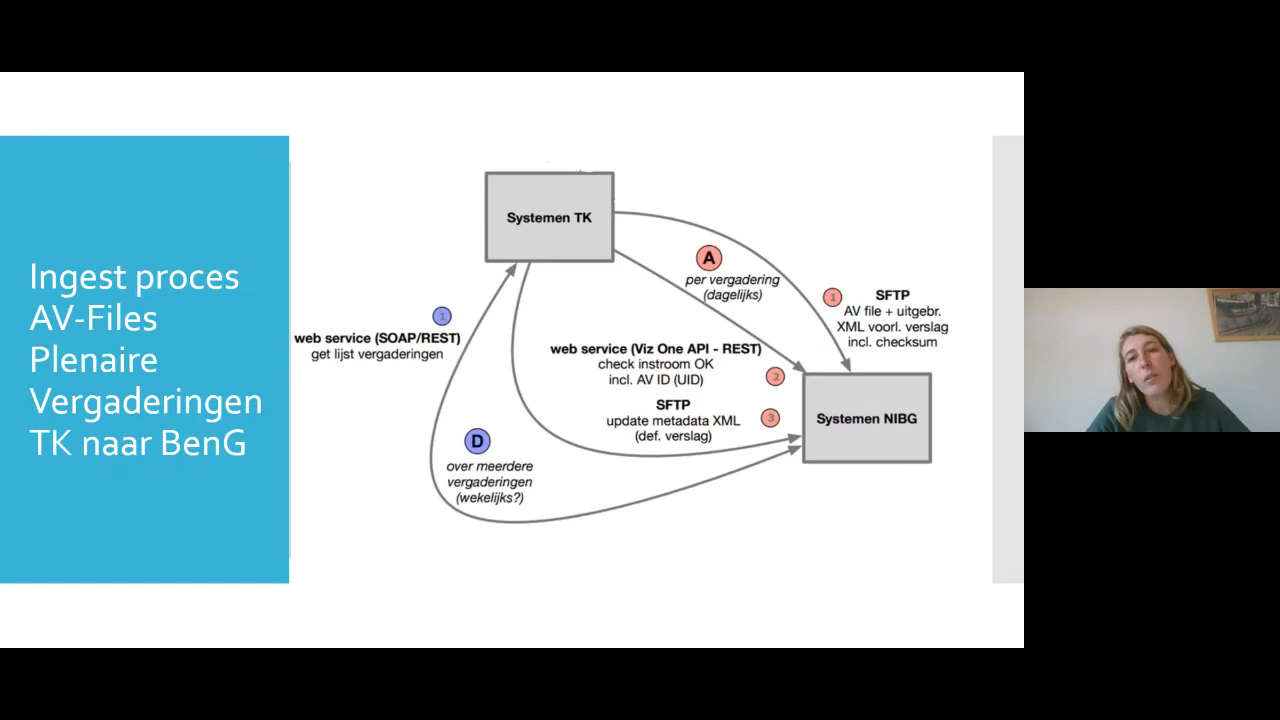 Ingest proces
AV-Files
Plenaire
Vergaderingen
TK naar BenG
Systemen TK
A
per vergadering
(dagelijks)
1
SFTP
AV file + uitgebr.
XML voorl. verslag
incl. checksum
1
web service (SOAP/REST)
get lijst vergaderingen
web service (Viz One API - REST)
check instroom OK
incl. AV ID (UID)
2
SFTP
update metadata XML
(def. verslag)
3
Systemen NIBG
D
over meerdere
vergaderingen
(wekelijks?)